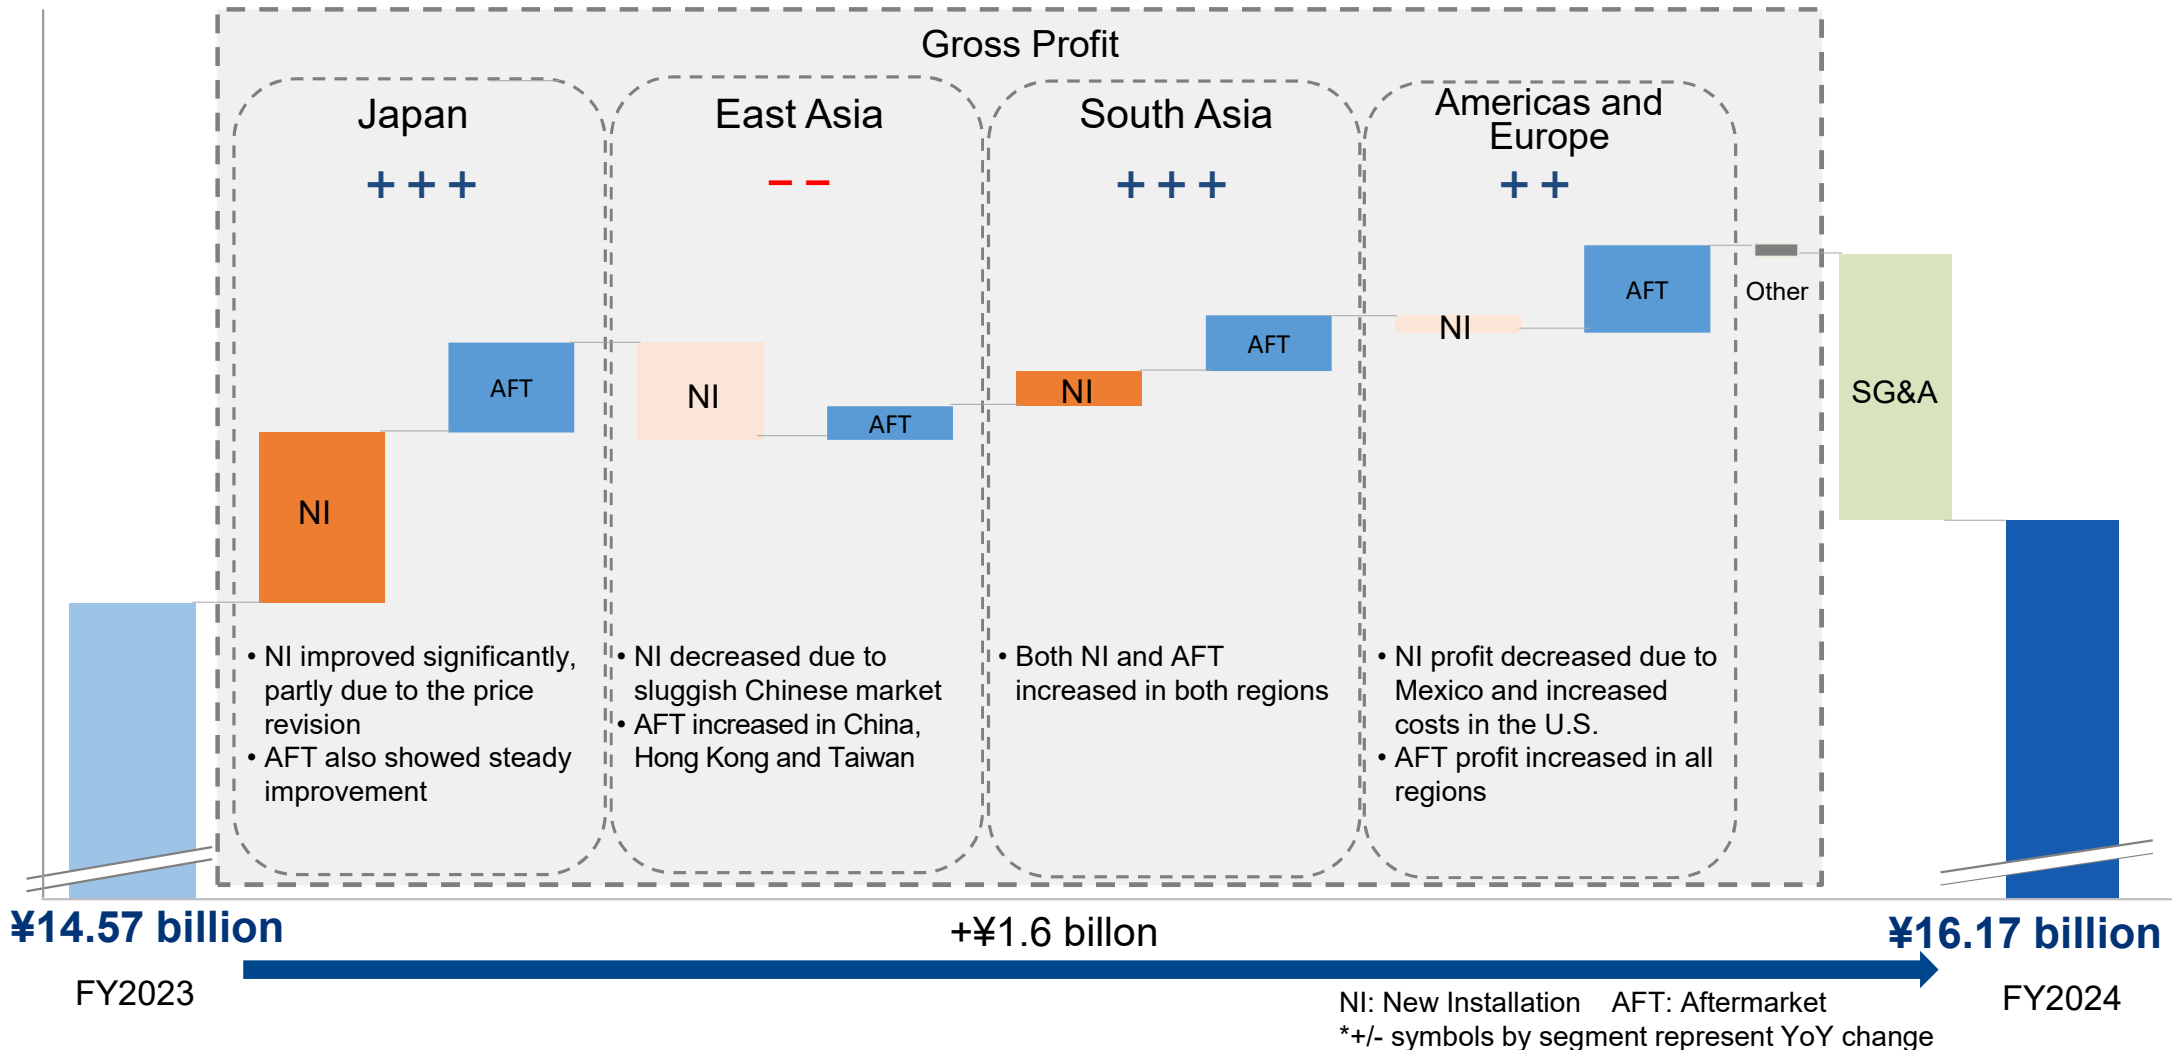 Gross Profit
Japan
+ + +
NI
AFT
• NI improved significantly,
partly due to the price
revision
• AFT also showed steady
improvement
East Asia
− −
NI
AFT
• NI decreased due to
sluggish Chinese market
• AFT increased in China,
Hong Kong and Taiwan
South Asia
+ + +
NI
AFT
• Both NI and AFT
increased in both regions
Americas and
Europe
+ +
NI
AFT
• NI profit decreased due to
Mexico and increased
costs in the U.S.
• AFT profit increased in all
regions
Other
SG&A
¥14.57 billion
+¥1.6 billon
¥16.17 billion
FY2023
FY2024
NI: New Installation AFT: Aftermarket
*+/- symbols by segment represent YoY change